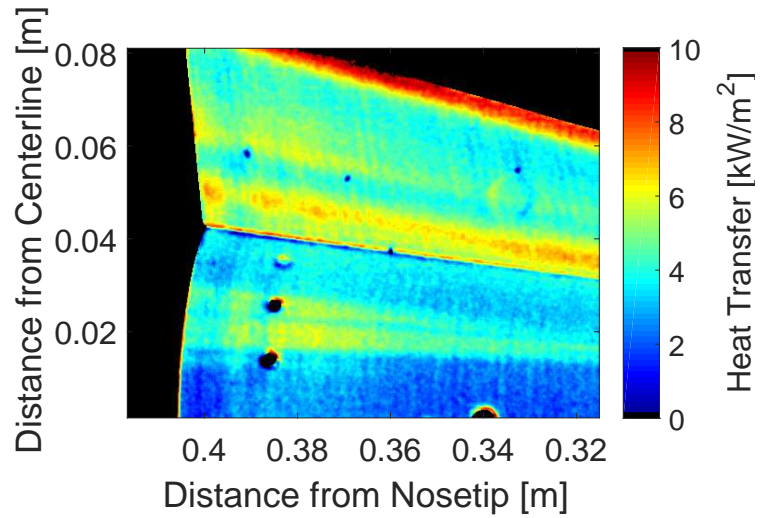 Distance from Centerline [m]
0.08
0.06
0.04
0.02
0.4 0.38 0.36 0.34 0.32
Distance from Nosetip [m]
10
8
6
4
2
0
Heat Transfer [kW/m²]